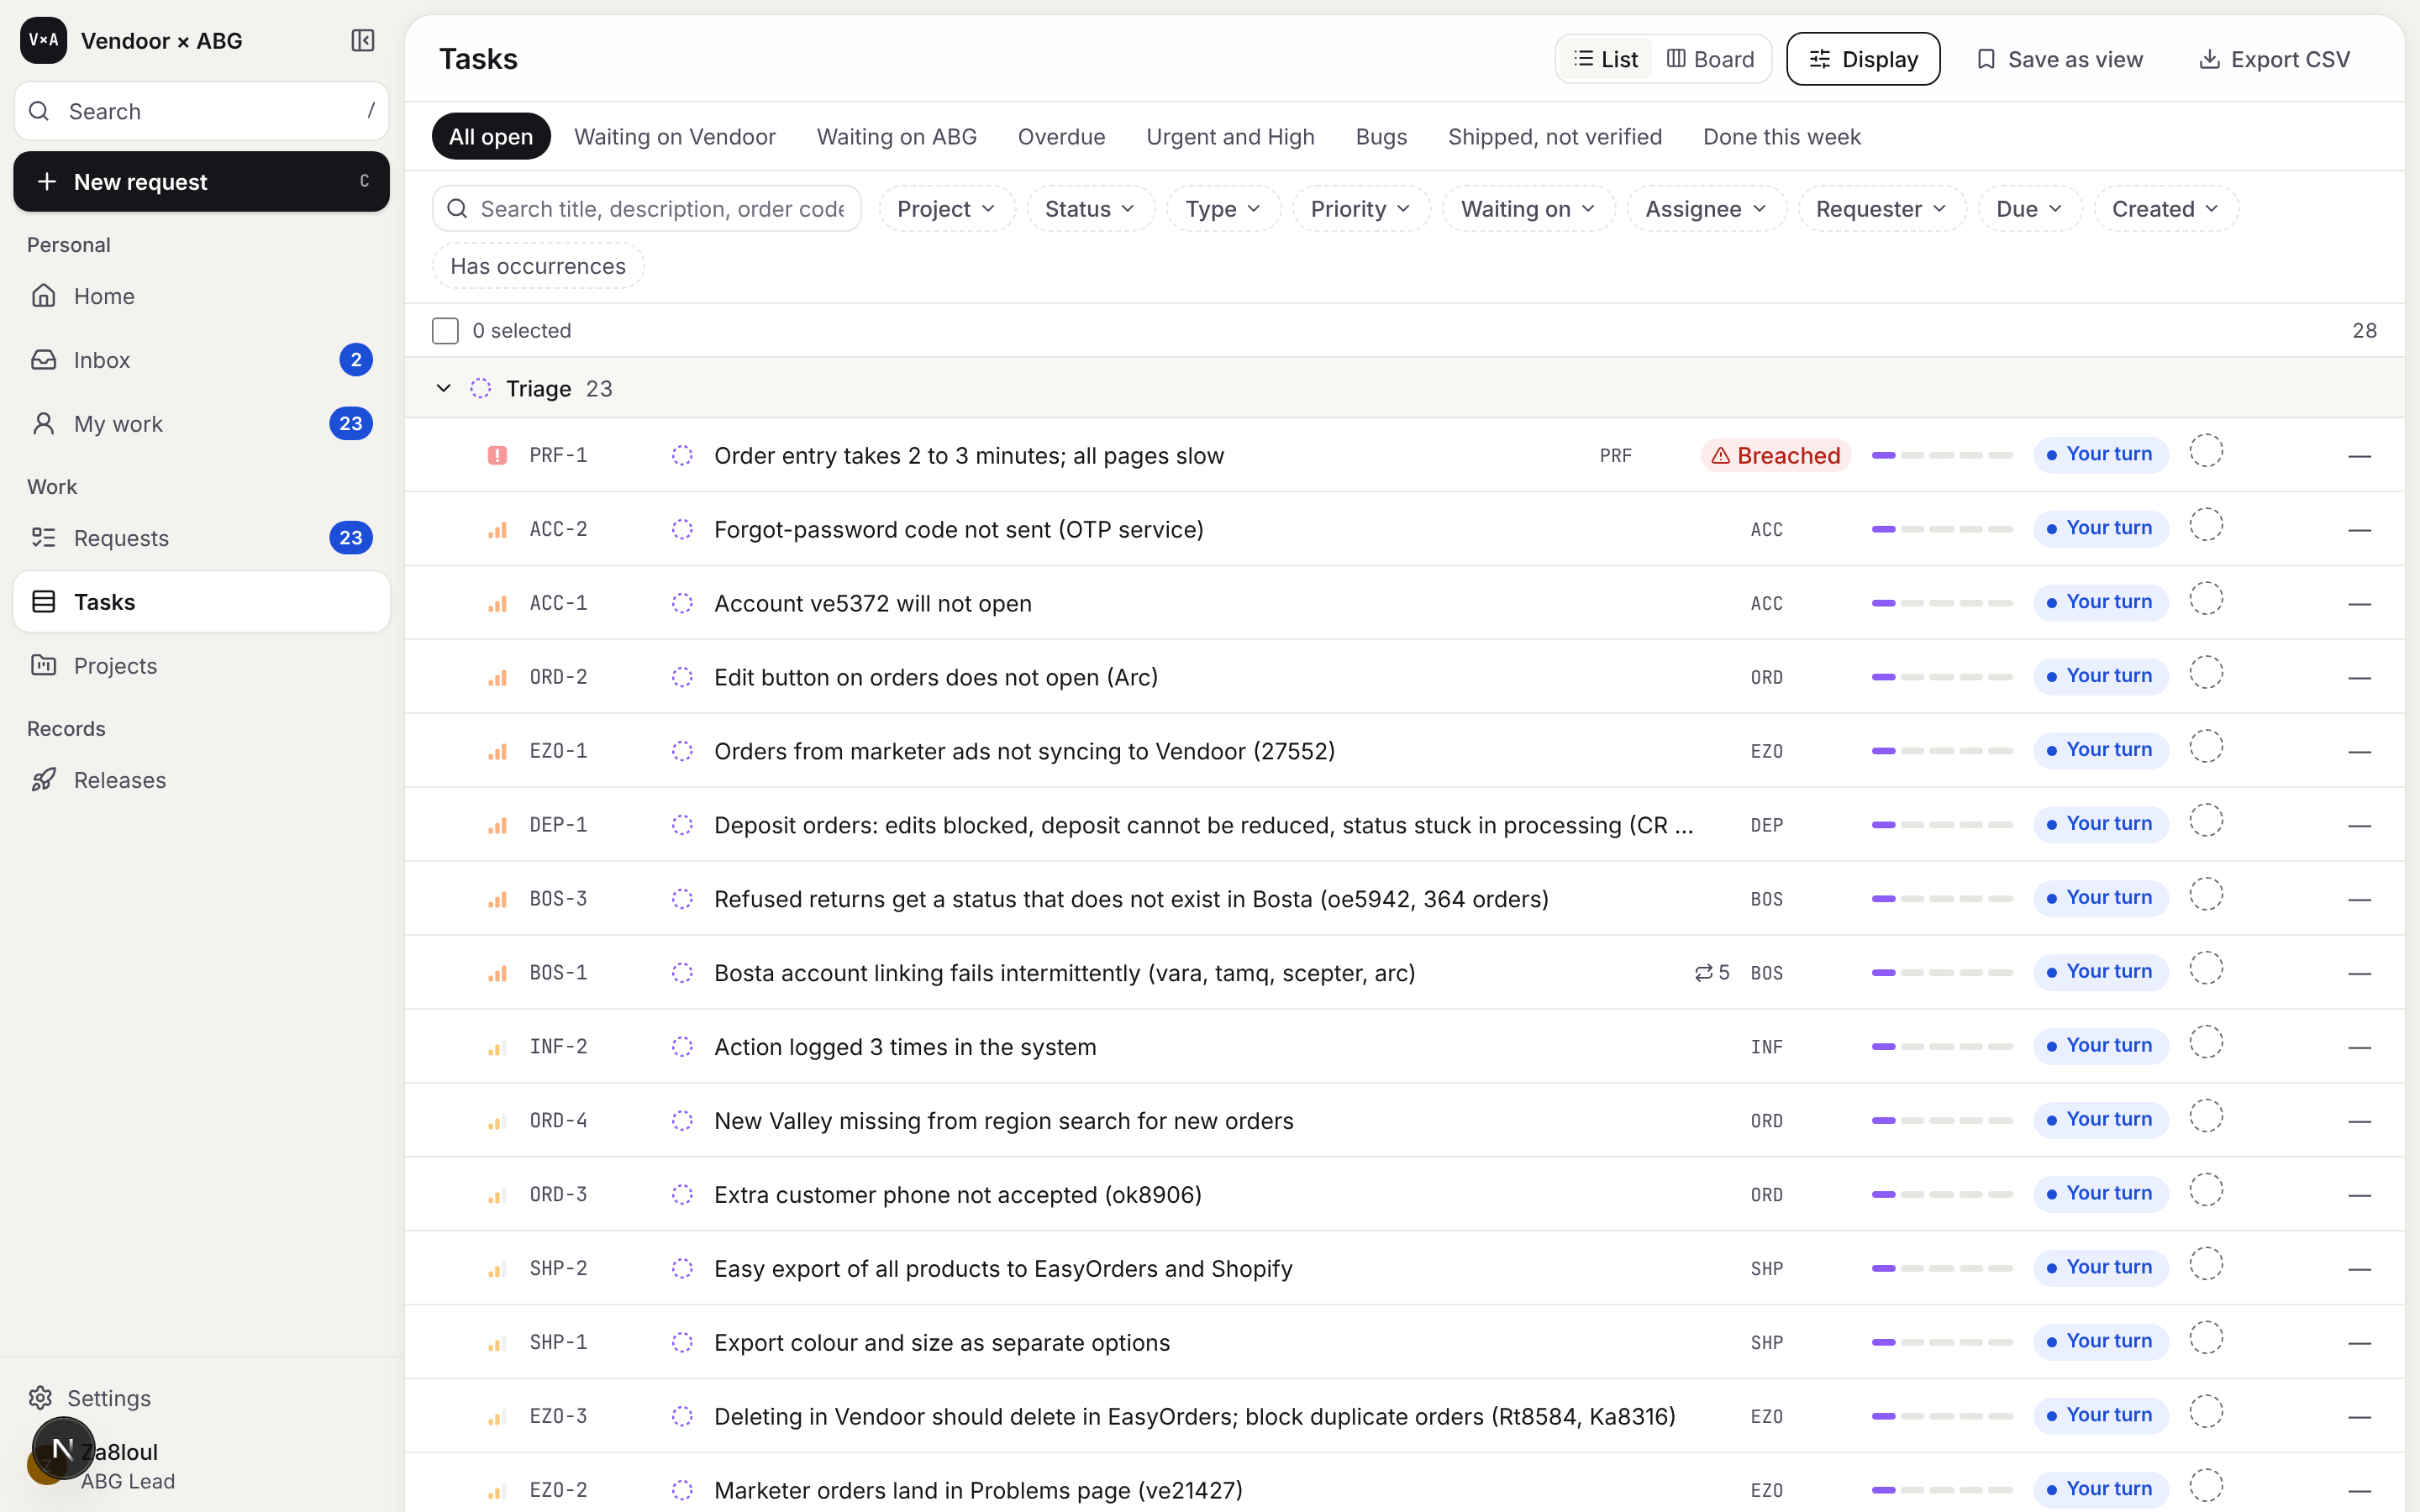 V×A Vendoor × ABG
Search /
+ New request C
Personal
Home
Inbox 2
My work 23
Work
Requests 23
Tasks
Projects
Records
Releases
Settings
N Za8loul
ABG Lead
Tasks List Board Display Save as view Export CSV
All open Waiting on Vendoor Waiting on ABG Overdue Urgent and High Bugs Shipped, not verified Done this week
Search title, description, order code Project Status Type Priority Waiting on Assignee Requester Due Created
Has occurrences
0 selected 28
Triage 23
PRF-1 Order entry takes 2 to 3 minutes; all pages slow PRF Breached Your turn —
ACC-2 Forgot-password code not sent (OTP service) ACC Your turn —
ACC-1 Account ve5372 will not open ACC Your turn —
ORD-2 Edit button on orders does not open (Arc) ORD Your turn —
EZO-1 Orders from marketer ads not syncing to Vendoor (27552) EZO Your turn —
DEP-1 Deposit orders: edits blocked, deposit cannot be reduced, status stuck in processing (CR ... DEP Your turn —
BOS-3 Refused returns get a status that does not exist in Bosta (oe5942, 364 orders) BOS Your turn —
BOS-1 Bosta account linking fails intermittently (vara, tamq, scepter, arc) 5 BOS Your turn —
INF-2 Action logged 3 times in the system INF Your turn —
ORD-4 New Valley missing from region search for new orders ORD Your turn —
ORD-3 Extra customer phone not accepted (ok8906) ORD Your turn —
SHP-2 Easy export of all products to EasyOrders and Shopify SHP Your turn —
SHP-1 Export colour and size as separate options SHP Your turn —
EZO-3 Deleting in Vendoor should delete in EasyOrders; block duplicate orders (Rt8584, Ka8316) EZO Your turn —
EZO-2 Marketer orders land in Problems page (ve21427) EZO Your turn —